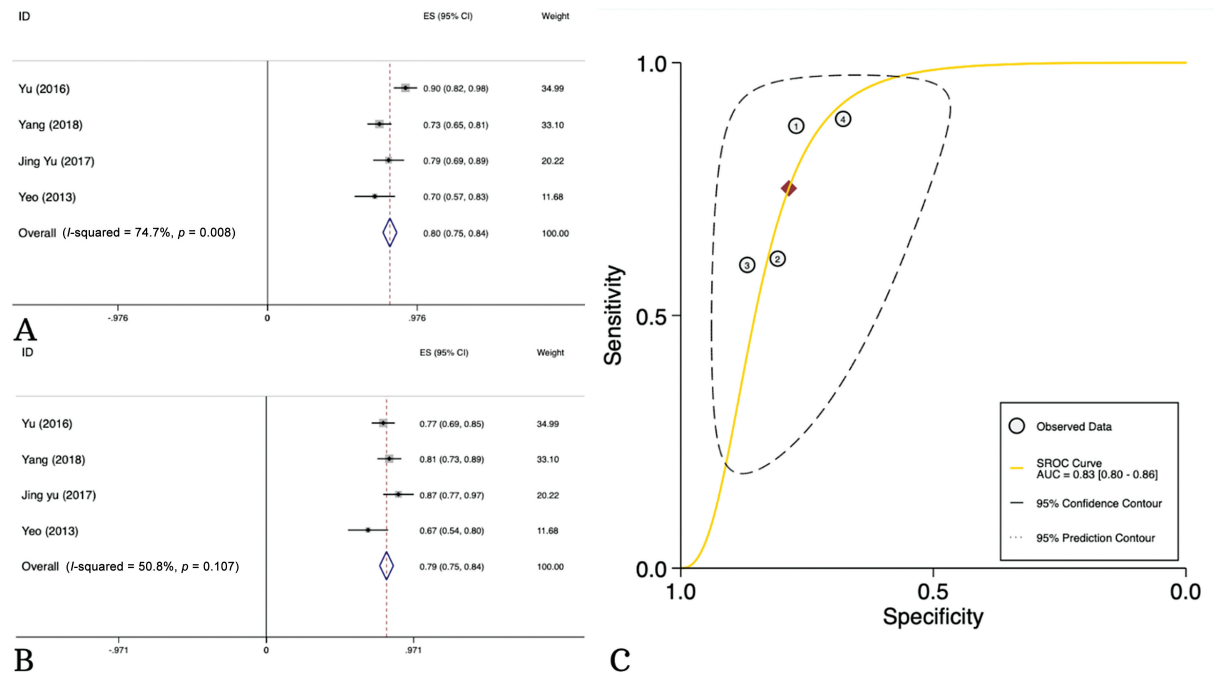 ID ES (95% CI) Weight
Yu (2016) 0.90 (0.82, 0.98) 34.99
Yang (2018) 0.73 (0.65, 0.81) 33.10
Jing Yu (2017) 0.79 (0.69, 0.89) 20.22
Yeo (2013) 0.70 (0.57, 0.83) 11.68
Overall (I-squared = 74.7%, p = 0.008) 0.80 (0.75, 0.84) 100.00
-.976 0 .976
A
ID ES (95% CI) Weight
Yu (2016) 0.77 (0.69, 0.85) 34.99
Yang (2018) 0.81 (0.73, 0.89) 33.10
Jing yu (2017) 0.87 (0.77, 0.97) 20.22
Yeo (2013) 0.67 (0.54, 0.80) 11.68
Overall (I-squared = 50.8%, p = 0.107) 0.79 (0.75, 0.84) 100.00
-.971 0 .971
B
1.0
0.5
0.0
Sensitivity
1
4
3
2
Observed Data
SROC Curve
AUC = 0.83 [0.80 - 0.86]
95% Confidence Contour
95% Prediction Contour
1.0 0.5 0.0
Specificity
C